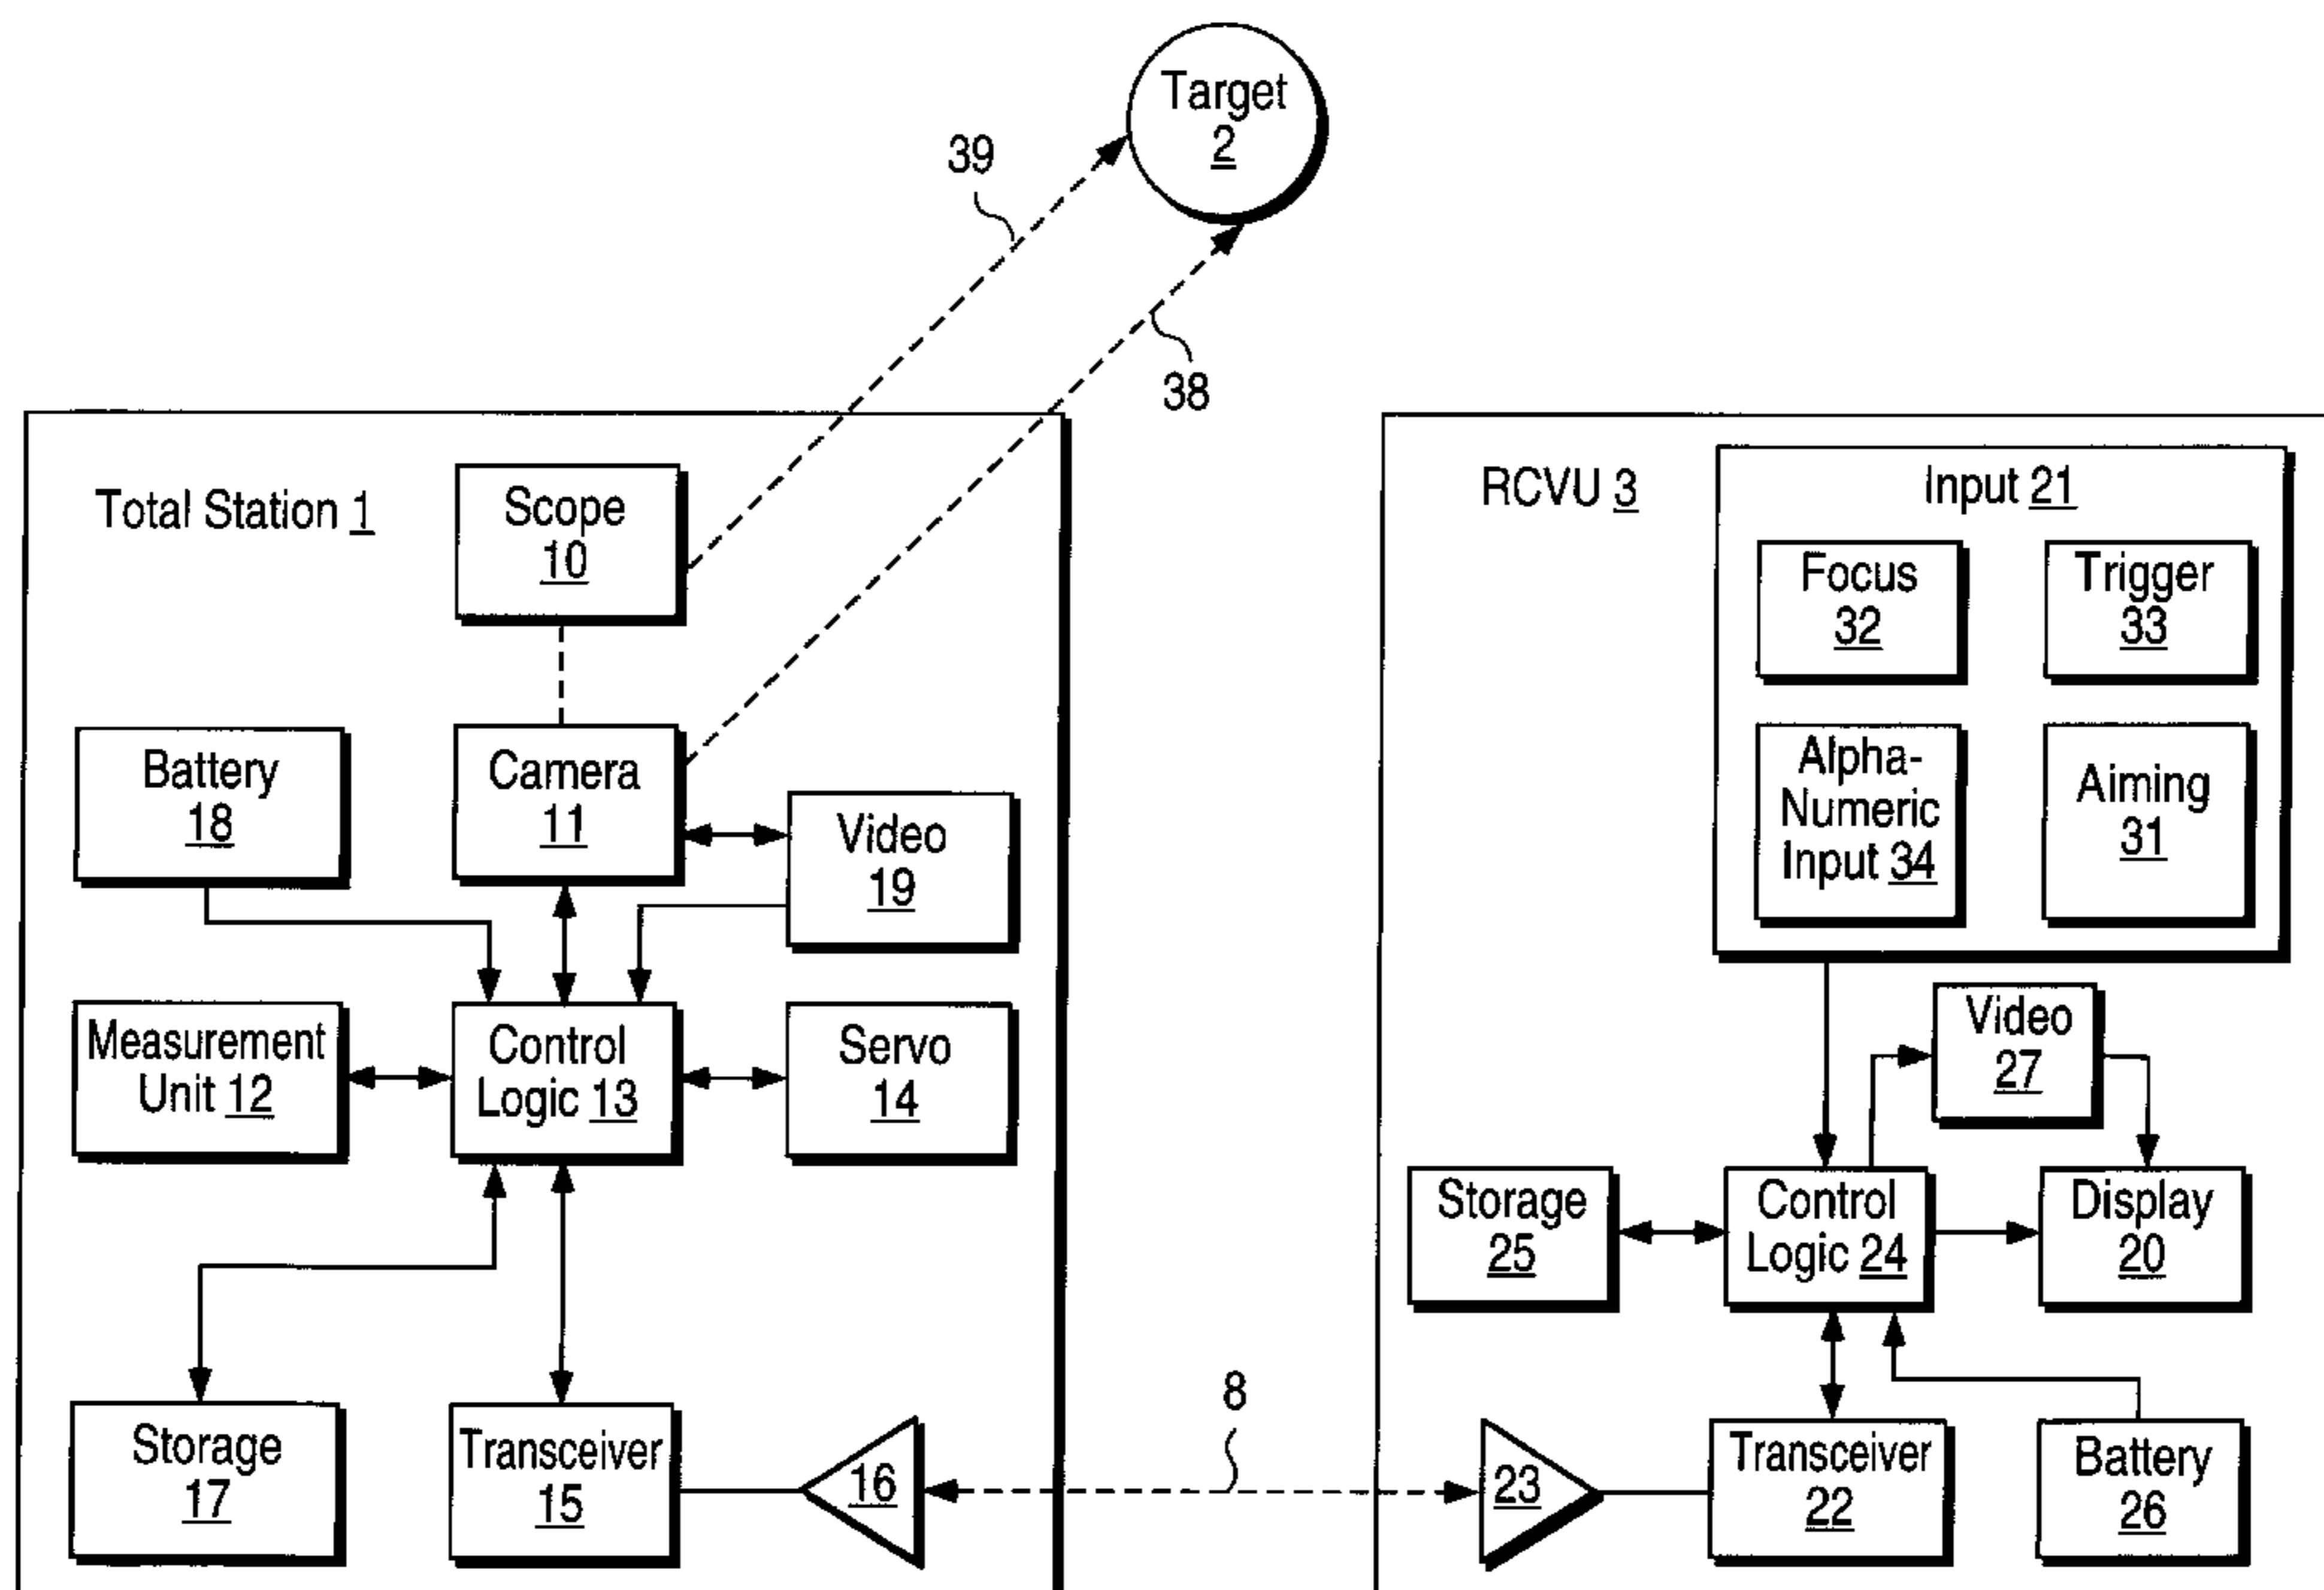 Target
2
39
38
Total Station 1
Scope
10
Battery
18
Camera
11
Video
19
Measurement
Unit 12
Control
Logic 13
Servo
14
Storage
17
Transceiver
15
16
8
RCVU 3
Input 21
Focus
32
Trigger
33
Alpha-
Numeric
Input 34
Aiming
31
Video
27
Storage
25
Control
Logic 24
Display
20
23
Transceiver
22
Battery
26